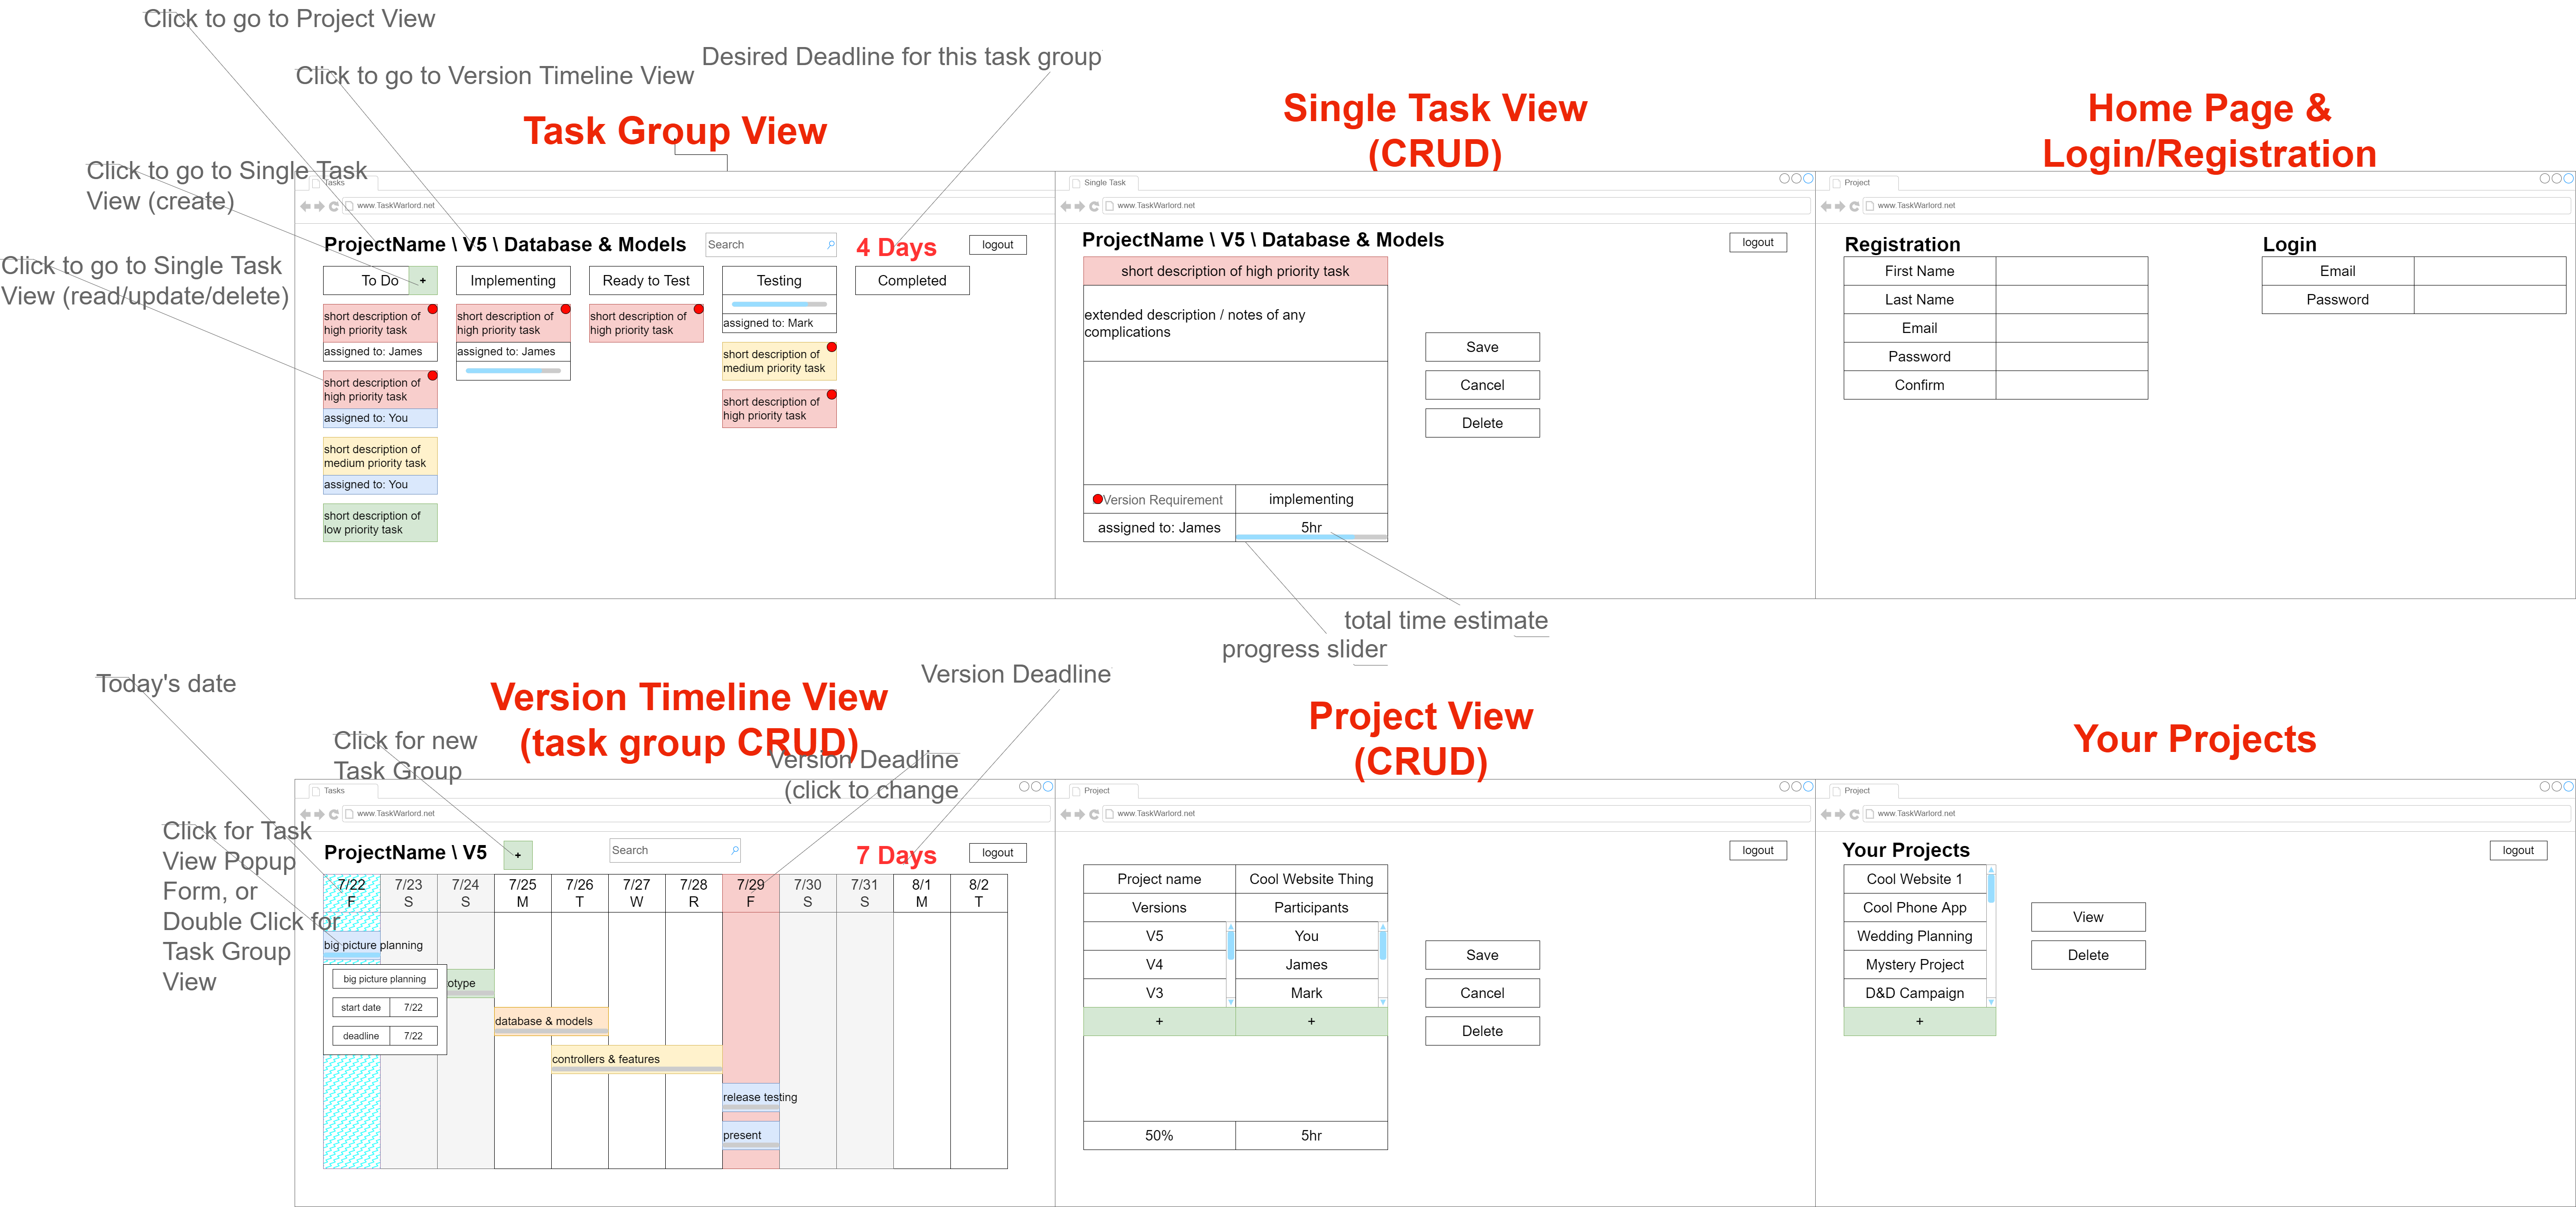 Click to go to Project View
Click to go to Version Timeline View
Desired Deadline for this task group
Click to go to Single Task
View (create)
Click to go to Single Task
View (read/update/delete)
Task Group View
Tasks
www.TaskWarlord.net
ProjectName \ V5 \ Database & Models
Search
4 Days
logout
To Do
+
Implementing
Ready to Test
Testing
Completed
short description of
high priority task
assigned to: James
short description of
high priority task
assigned to: You
short description of
medium priority task
assigned to: You
short description of
low priority task
short description of
high priority task
assigned to: James
short description of
high priority task
assigned to: Mark
short description of
medium priority task
short description of
high priority task
Single Task View
(CRUD)
Single Task
www.TaskWarlord.net
ProjectName \ V5 \ Database & Models
logout
short description of high priority task
extended description / notes of any
complications
Version Requirement
implementing
assigned to: James
5hr
Save
Cancel
Delete
total time estimate
progress slider
Home Page &
Login/Registration
Project
www.TaskWarlord.net
Registration
First Name
Last Name
Email
Password
Confirm
Login
Email
Password
Today's date
Click for new
Task Group
Version Deadline
Version Deadline
(click to change
Click for Task
View Popup
Form, or
Double Click for
Task Group
View
Version Timeline View
(task group CRUD)
Tasks
www.TaskWarlord.net
ProjectName \ V5
+
Search
7 Days
logout
7/22
F
7/23
S
7/24
S
7/25
M
7/26
T
7/27
W
7/28
R
7/29
F
7/30
S
7/31
S
8/1
M
8/2
T
big picture planning
big picture planning
start date
7/22
deadline
7/22
otype
database & models
controllers & features
release testing
present
Project View
(CRUD)
Project
www.TaskWarlord.net
logout
Project name
Cool Website Thing
Versions
Participants
V5
You
V4
James
V3
Mark
+
+
50%
5hr
Save
Cancel
Delete
Your Projects
Project
www.TaskWarlord.net
Your Projects
logout
Cool Website 1
Cool Phone App
Wedding Planning
Mystery Project
D&D Campaign
+
View
Delete